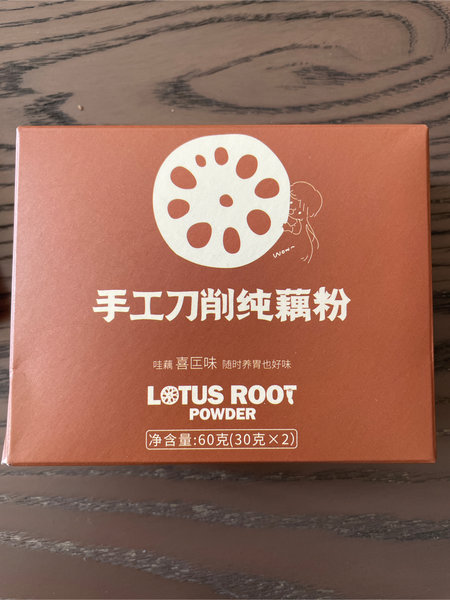 wow~
手工刀削纯藕粉
哇藕 喜匠味 随时养胃也好味
LOTUS ROOT
POWDER
净含量:60克(30克×2)